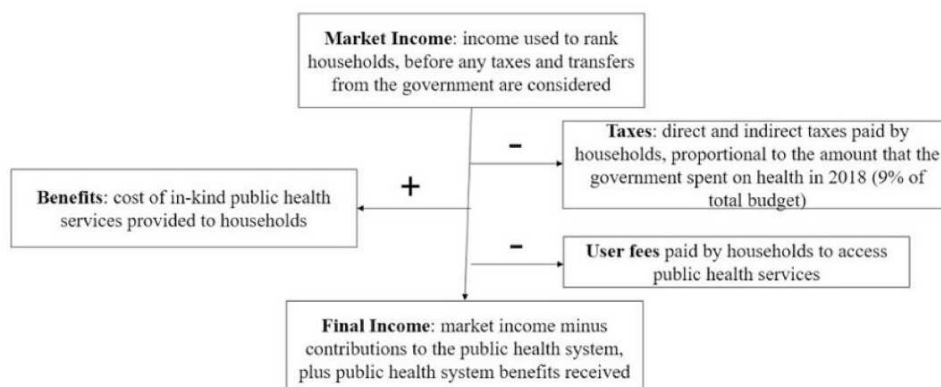 Market Income: income used to rank
households, before any taxes and transfers
from the government are considered
−
Taxes: direct and indirect taxes paid by
households, proportional to the amount that the
government spent on health in 2018 (9% of
total budget)
+
Benefits: cost of in-kind public health
services provided to households
−
User fees paid by households to access
public health services
Final Income: market income minus
contributions to the public health system,
plus public health system benefits received